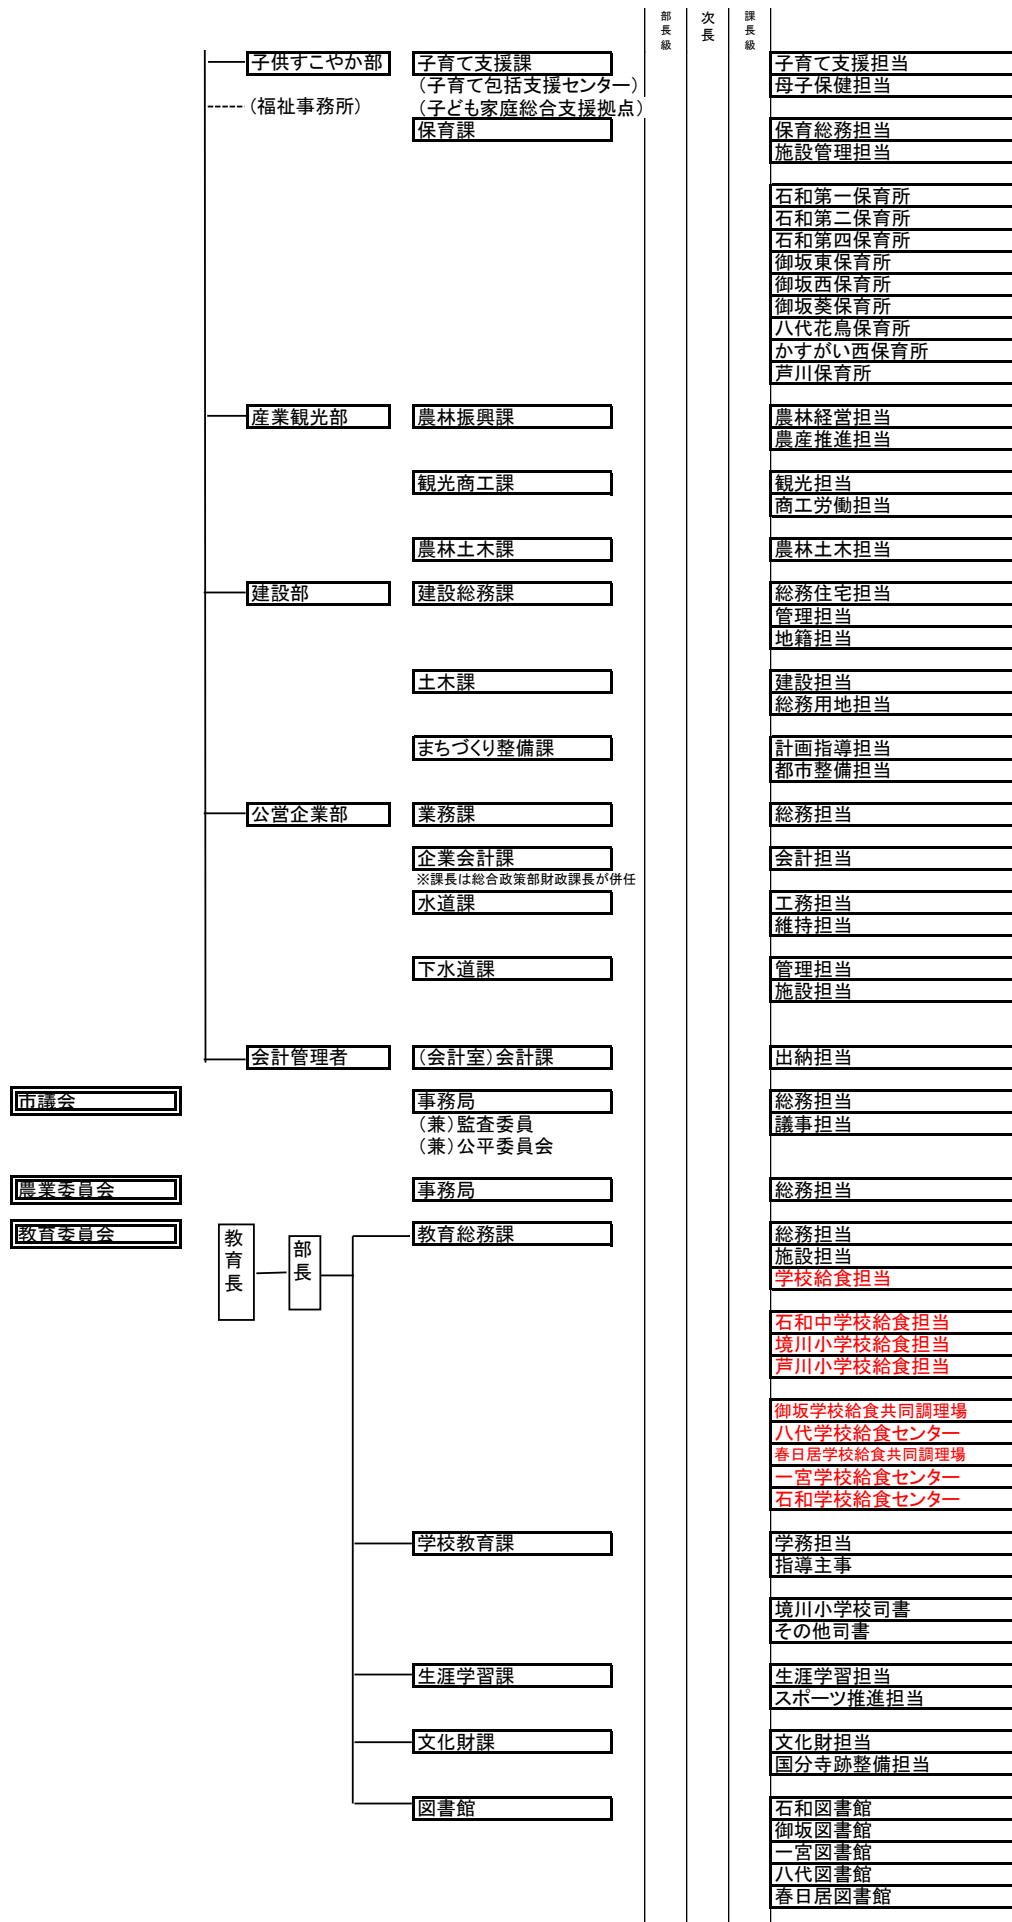 部長級 次長 課長級
子供すこやか部 子育て支援課 子育て支援担当
(子育て包括支援センター) 母子保健担当
(福祉事務所) (子ども家庭総合支援拠点)
保育課 保育総務担当
施設管理担当
石和第一保育所
石和第二保育所
石和第四保育所
御坂東保育所
御坂西保育所
御坂葵保育所
八代花鳥保育所
かすがい西保育所
芦川保育所
産業観光部 農林振興課 農林経営担当
農産推進担当
観光商工課 観光担当
商工労働担当
農林土木課 農林土木担当
建設部 建設総務課 総務住宅担当
管理担当
地籍担当
土木課 建設担当
総務用地担当
まちづくり整備課 計画指導担当
都市整備担当
公営企業部 業務課 総務担当
企業会計課 会計担当
※課長は総合政策部財政課長が併任
水道課 工務担当
維持担当
下水道課 管理担当
施設担当
会計管理者 (会計室)会計課 出納担当
市議会 事務局 総務担当
(兼)監査委員 議事担当
(兼)公平委員会
農業委員会 事務局 総務担当
教育委員会 教育長 部長 教育総務課 総務担当
施設担当
学校給食担当
石和中学校給食担当
境川小学校給食担当
芦川小学校給食担当
御坂学校給食共同調理場
八代学校給食センター
春日居学校給食共同調理場
一宮学校給食センター
石和学校給食センター
学校教育課 学務担当
指導主事
境川小学校司書
その他司書
生涯学習課 生涯学習担当
スポーツ推進担当
文化財課 文化財担当
国分寺跡整備担当
図書館 石和図書館
御坂図書館
一宮図書館
八代図書館
春日居図書館